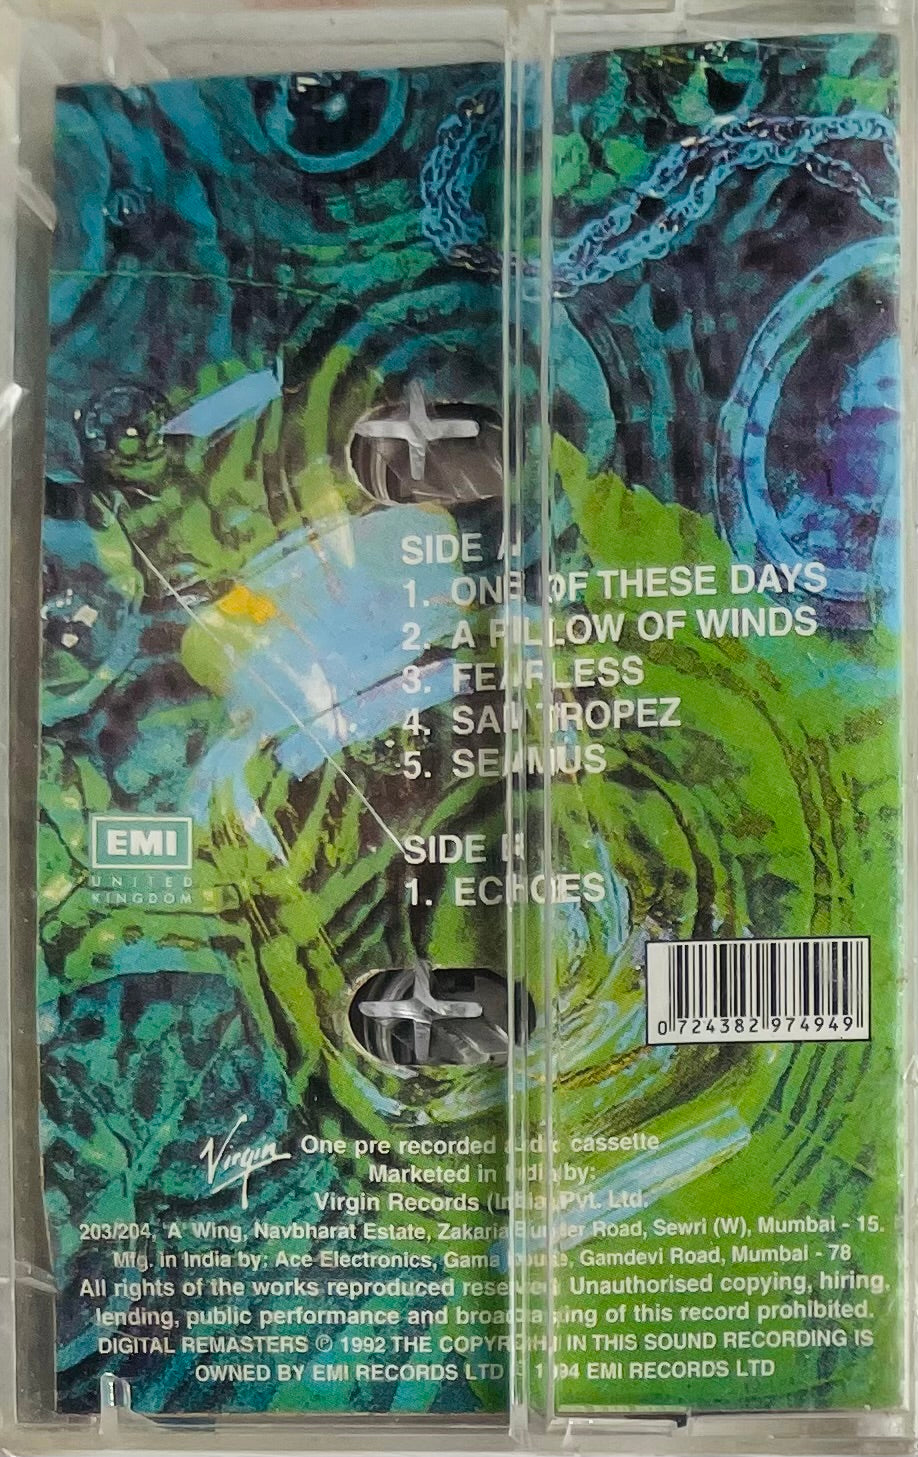 SIDE A
1. ONE OF THESE DAYS
2. A PILLOW OF WINDS
3. FEARLESS
4. SAN TROPEZ
5. SEAMUS
EMI
UNITED
KINGDOM
SIDE B
1. ECHOES
0 724382 974949
Virgin
One pre recorded audio cassette
Marketed in India by:
Virgin Records (India) Pvt. Ltd.
203/204, 'A' Wing, Navbharat Estate, Zakaria Bunder Road, Sewri (W), Mumbai - 15.
Mfg. in India by; Ace Electronics, Gama House, Gamdevi Road, Mumbai - 78
All rights of the works reproduced reserved Unauthorised copying, hiring,
lending, public performance and broadcasting of this record prohibited.
DIGITAL REMASTERS © 1992 THE COPYRIGHT IN THIS SOUND RECORDING IS
OWNED BY EMI RECORDS LTD 1994 EMI RECORDS LTD